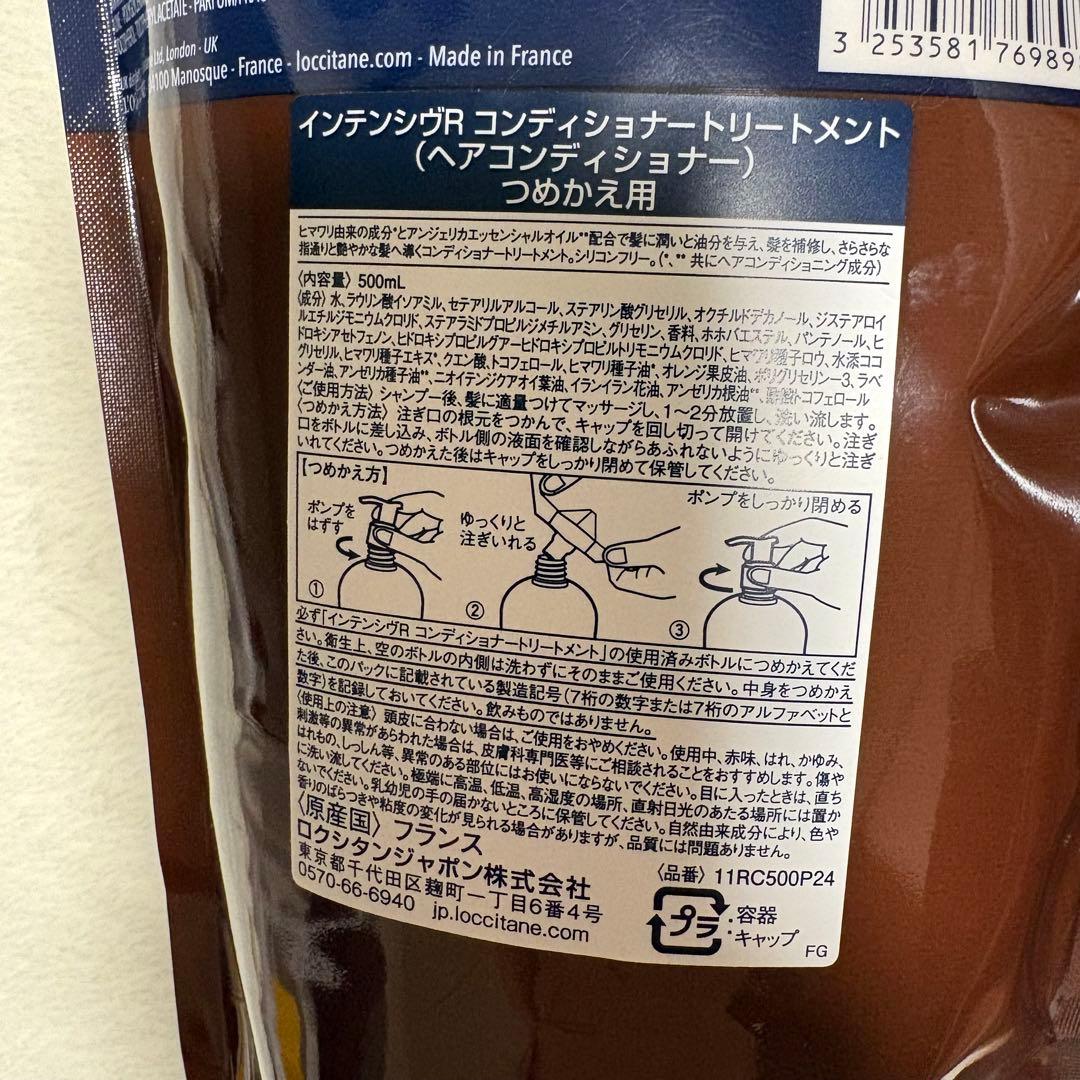 YLACETATE · PARFUM
Ltd, London - UK
100 Manosque - France - loccitane.com - Made in France
3 253581 76989
インテンシヴR コンディショナートリートメント
(ヘアコンディショナー)
つめかえ用
ヒマワリ由来の成分*とアンジェリカエッセンシャルオイル**配合で髪に潤いと油分を与え、髪を補修し、さらさらな
指通りと艶やかな髪へ導くコンディショナートリートメント。シリコンフリー。(*、** 共にヘアコンディショニング成分)
〈内容量〉 500mL
〈成分〉 水、ラウリン酸イソアミル、セテアリルアルコール、ステアリン酸グリセリル、オクチルドデカノール、ジステアロイ
ルエチルジモニウムクロリド、ステアラミドプロピルジメチルアミン、グリセリン、香料、ホホバエステル、パンテノール、ヒ
ドロキシアセトフェノン、ヒドロキシプロピルグアーヒドロキシプロピルトリモニウムクロリド、ヒマワリ種子ロウ、水添ココ
グリセリル、ヒマワリ種子エキス*、クエン酸、トコフェロール、ヒマワリ種子油*、オレンジ果皮油、ポリグリセリン-3、ラベ
ンダー油、アンゼリカ種子油**、ニオイテンジクアオイ葉油、イランイラン花油、アンゼリカ根油**、酢酸トコフェロール
〈ご使用方法〉 シャンプー後、髪に適量つけてマッサージし、1〜2分放置し、洗い流します。
〈つめかえ方法〉 注ぎ口の根元をつかんで、キャップを回し切って開けてください。注ぎ
口をボトルに差し込み、ボトル側の液面を確認しながらあふれないようにゆっくりと注ぎ
いれてください。つめかえた後はキャップをしっかり閉めて保管してください。
【つめかえ方】
ポンプを
はずす
①
ゆっくりと
注ぎいれる
②
ポンプをしっかり閉める
③
必ず「インテンシヴR コンディショナートリートメント」の使用済みボトルにつめかえてくだ
さい。衛生上、空のボトルの内側は洗わずにそのままご使用ください。中身をつめかえ
た後、このパックに記載されている製造記号(7桁の数字または7桁のアルファベットと
数字)を記録しておいてください。飲みものではありません。
〈使用上の注意〉 頭皮に合わない場合は、ご使用をおやめください。使用中、赤味、はれ、かゆみ、
刺激等の異常があらわれた場合は、皮膚科専門医等にご相談されることをおすすめします。傷や
はれもの、しっしん等、異常のある部位にはお使いにならないでください。目に入ったときは、直ち
に洗い流してください。極端に高温、低温、高湿度の場所、直射日光のあたる場所には置か
ないでください。乳幼児の手の届かないところに保管してください。自然由来成分により、色や
香りのばらつきや粘度の変化が見られる場合がありますが、品質には問題ありません。
〈原産国〉 フランス
ロクシタンジャポン株式会社
東京都千代田区麹町一丁目6番4号
0570-66-6940 jp.loccitane.com
〈品番〉 11RC500P24
プラ
:容器
:キャップ
FG